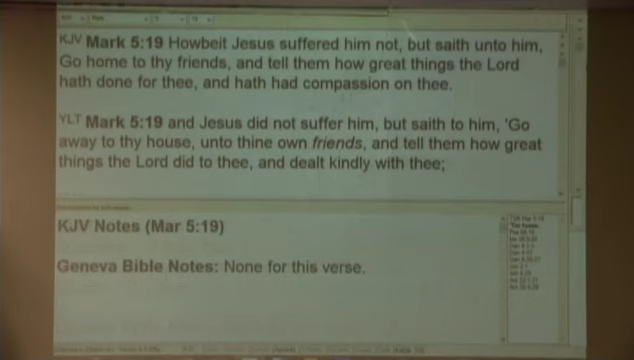 KJV Mark 5:19 Howbeit Jesus suffered him not, but saith unto him,
Go home to thy friends, and tell them how great things the Lord
hath done for thee, and hath had compassion on thee.
YLT Mark 5:19 and Jesus did not suffer him, but saith to him, 'Go
away to thy house, unto thine own friends, and tell them how great
things the Lord did to thee, and dealt kindly with thee;
KJV Notes (Mar 5:19)
Geneva Bible Notes: None for this verse.